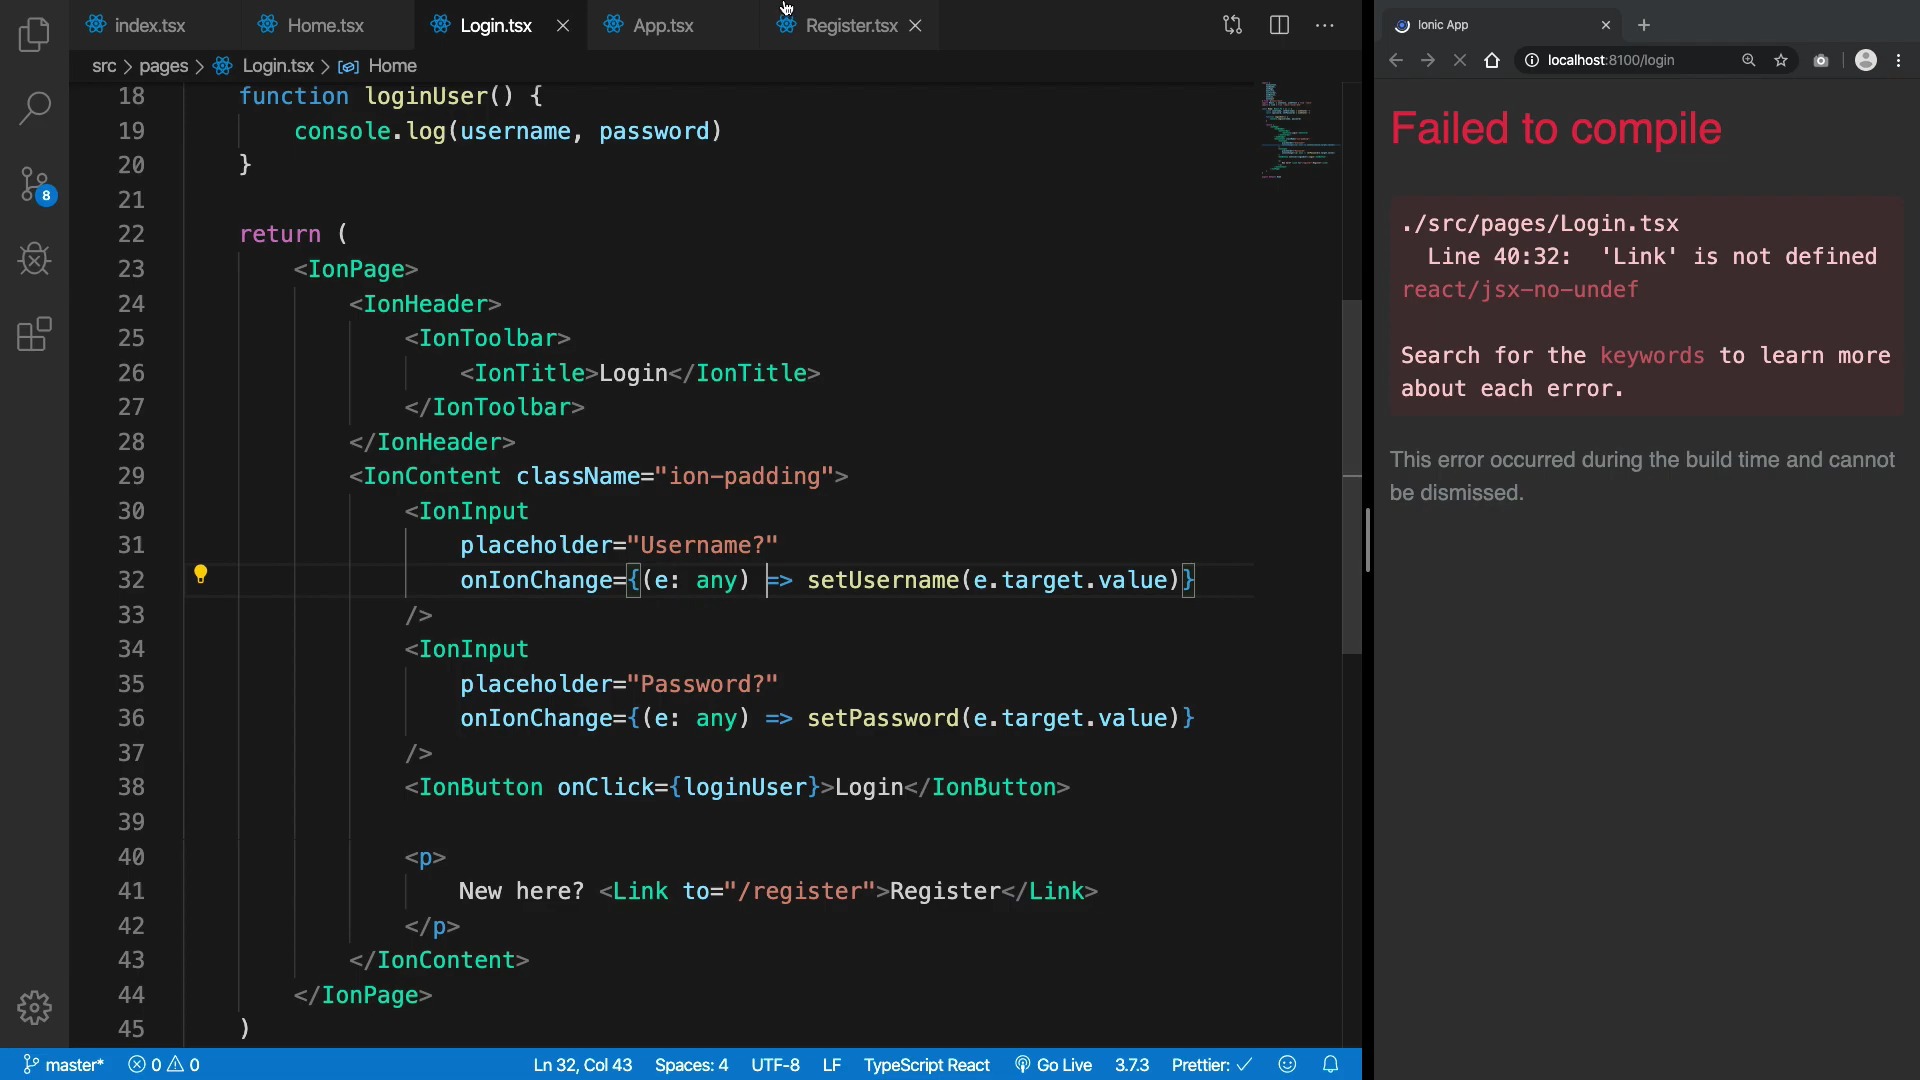 index.tsx
Home.tsx
Login.tsx
App.tsx
Register.tsx
src > pages > Login.tsx > Home
18 function loginUser() {
19 console.log(username, password)
20 }
21
22 return (
23 <IonPage>
24 <IonHeader>
25 <IonToolbar>
26 <IonTitle>Login</IonTitle>
27 </IonToolbar>
28 </IonHeader>
29 <IonContent className="ion-padding">
30 <IonInput
31 placeholder="Username?"
32 onIonChange={(e: any) => setUsername(e.target.value)}
33 />
34 <IonInput
35 placeholder="Password?"
36 onIonChange={(e: any) => setPassword(e.target.value)}
37 />
38 <IonButton onClick={loginUser}>Login</IonButton>
39
40 <p>
41 New here? <Link to="/register">Register</Link>
42 </p>
43 </IonContent>
44 </IonPage>
45 )
8
master* 0 0 Ln 32, Col 43 Spaces: 4 UTF-8 LF TypeScript React Go Live 3.7.3 Prettier: ✓
Ionic App
localhost:8100/login
Failed to compile
./src/pages/Login.tsx
Line 40:32: 'Link' is not defined
react/jsx-no-undef
Search for the keywords to learn more
about each error.
This error occurred during the build time and cannot
be dismissed.